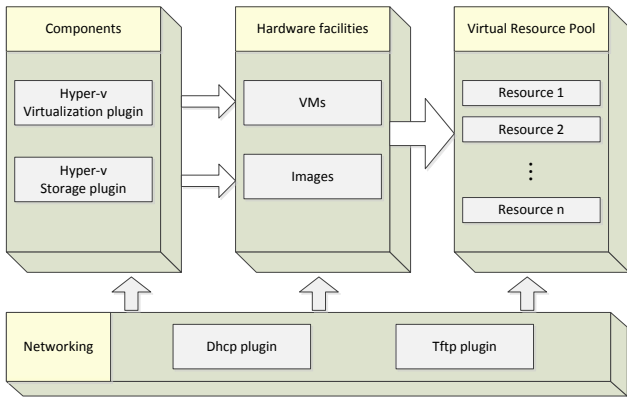 Components
Hyper-v
Virtualization plugin
Hyper-v
Storage plugin
Hardware facilities
VMs
Images
Virtual Resource Pool
Resource 1
Resource 2
Resource n
Networking
Dhcp plugin
Tftp plugin